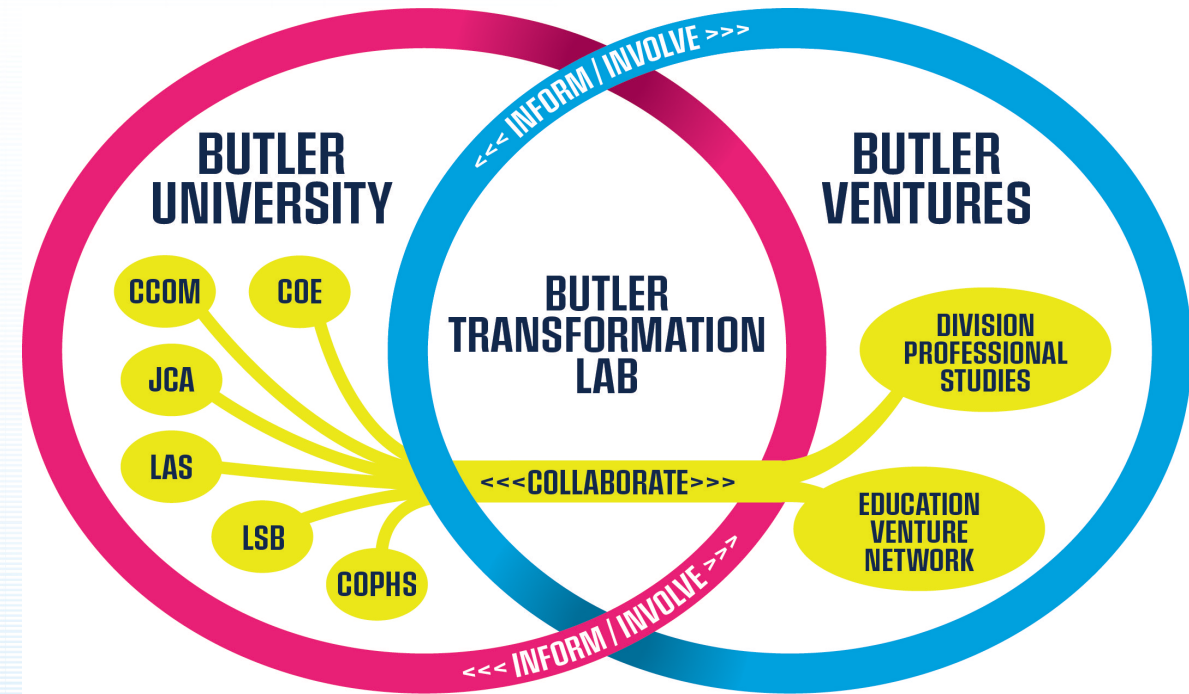 <<< INFORM / INVOLVE >>>
BUTLER
UNIVERSITY
BUTLER
VENTURES
CCOM
COE
JCA
LAS
LSB
COPHS
BUTLER
TRANSFORMATION
LAB
<<<COLLABORATE>>>
DIVISION
PROFESSIONAL
STUDIES
EDUCATION
VENTURE
NETWORK
<<< INFORM / INVOLVE >>>